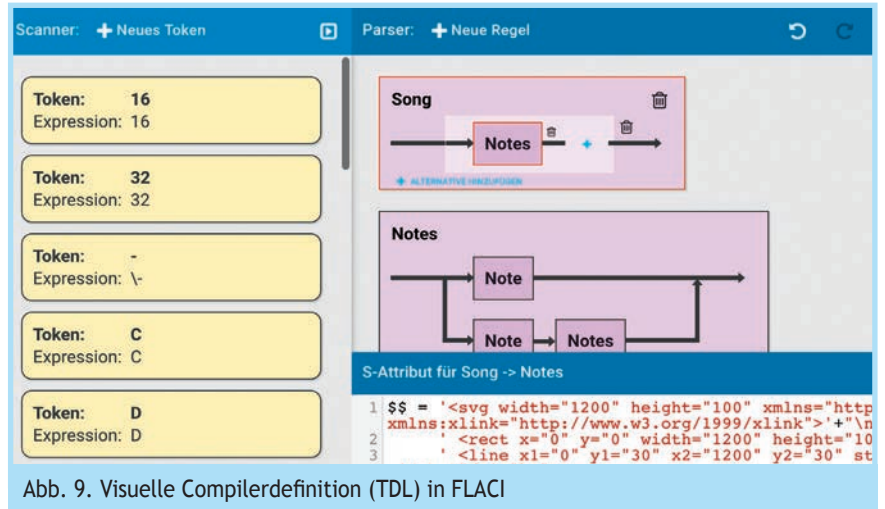 Scanner: + Neues Token
Parser: + Neue Regel
Token: 16
Expression: 16
Token: 32
Expression: 32
Token: -
Expression: \-
Token: C
Expression: C
Token: D
Expression: D
Song
Notes
+
+ ALTERNATIVE HINZUFÜGEN
Notes
Note
Note
Notes
S-Attribut für Song -> Notes
1 $$ = '<svg width="1200" height="100" xmlns="http
xmlns:xlink="http://www.w3.org/1999/xlink">'+"\n
2 ' <rect x="0" y="0" width="1200" height="10
3 ' <line x1="0" y1="30" x2="1200" y2="30" st
Abb. 9. Visuelle Compilerdefinition (TDL) in FLACI